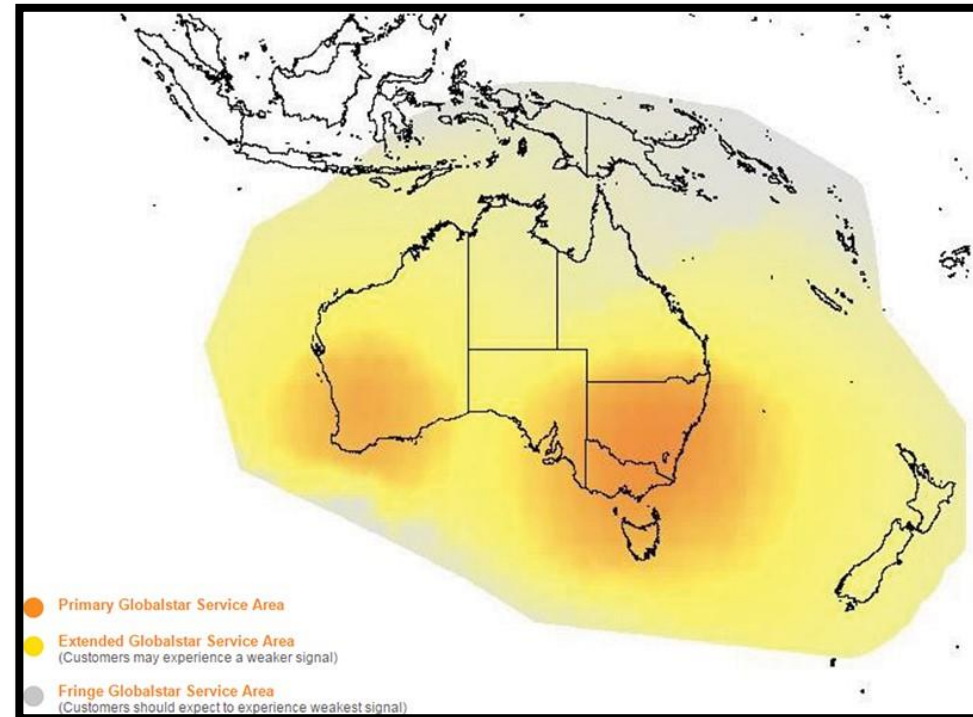 Primary Globalstar Service Area
Extended Globalstar Service Area
(Customers may experience a weaker signal)
Fringe Globalstar Service Area
(Customers should expect to experience weakest signal)